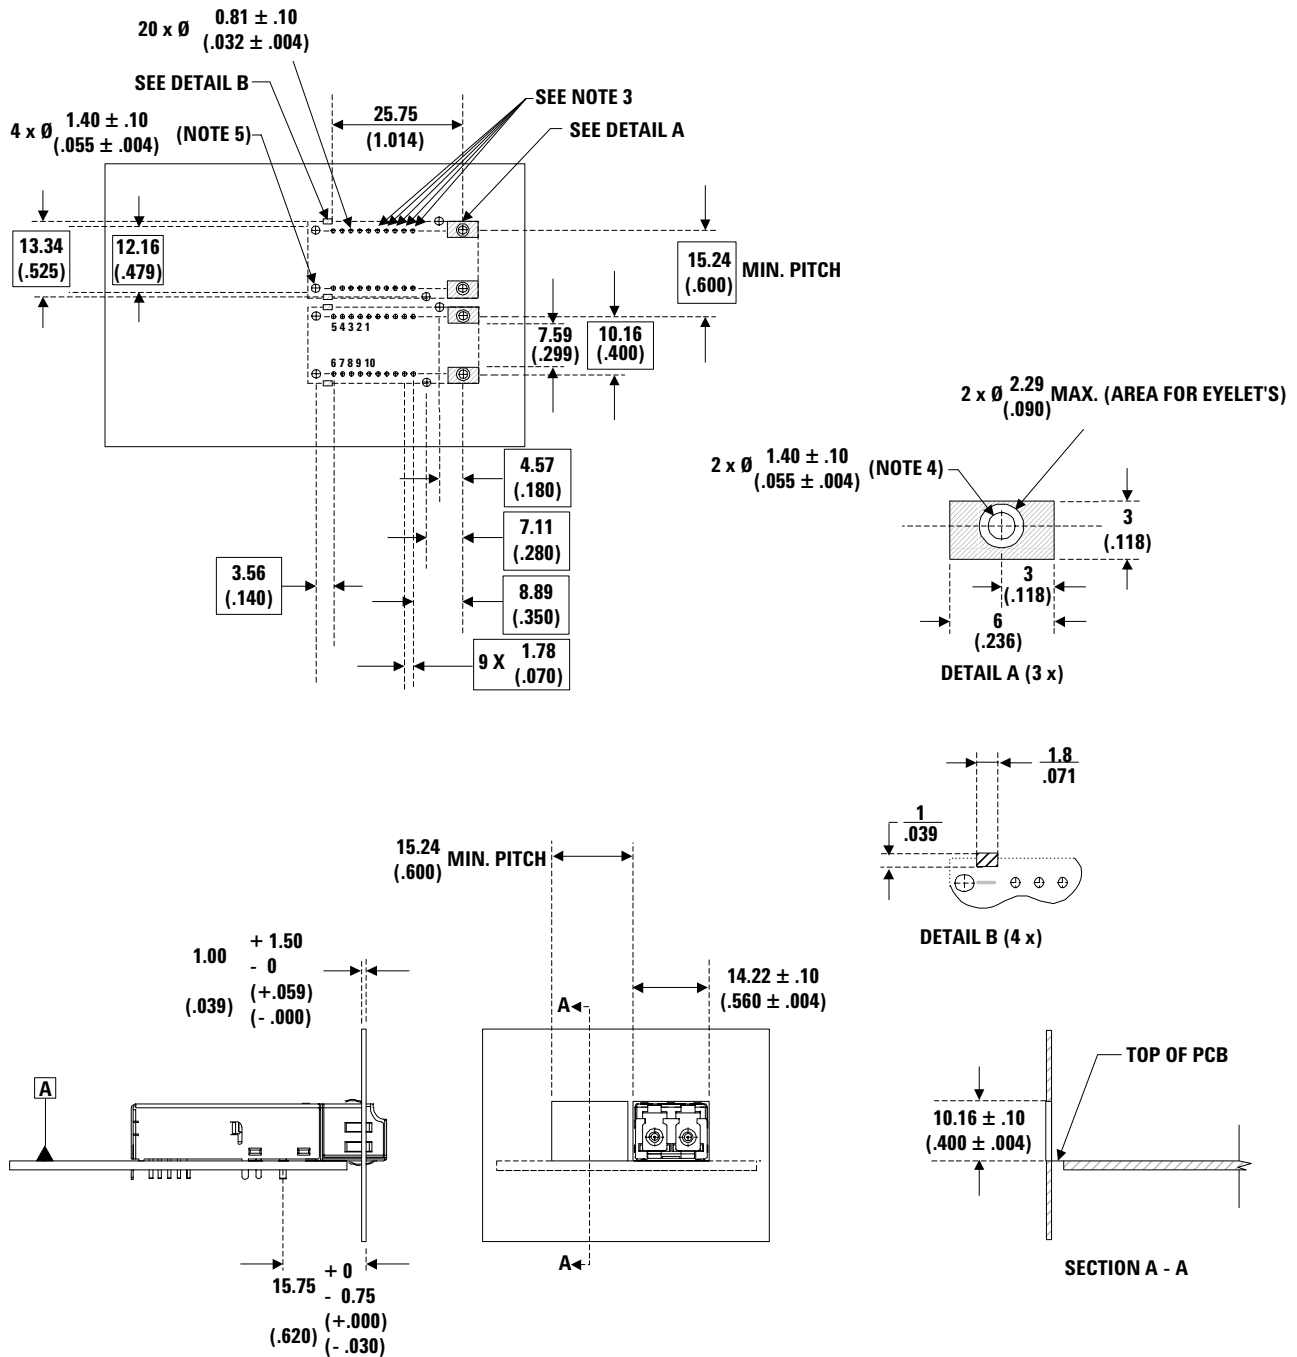 20 x Ø 0.81 ± .10
(.032 ± .004)
SEE DETAIL B
4 x Ø 1.40 ± .10
(.055 ± .004)
(NOTE 5)
25.75
(1.014)
SEE NOTE 3
SEE DETAIL A
13.34
(.525)
12.16
(.479)
15.24
(.600)
MIN. PITCH
5 4 3 2 1
6 7 8 9 10
7.59
(.299)
10.16
(.400)
4.57
(.180)
7.11
(.280)
3.56
(.140)
8.89
(.350)
9 X 1.78
(.070)
2 x Ø 2.29 MAX. (AREA FOR EYELET'S)
(.090)
2 x Ø 1.40 ± .10 (NOTE 4)
(.055 ± .004)
3
(.118)
3
(.118)
6
(.236)
DETAIL A (3 x)
1.8
.071
1
.039
DETAIL B (4 x)
15.24
(.600)
MIN. PITCH
1.00 + 1.50
- 0
(.039) (+.059)
(- .000)
14.22 ± .10
(.560 ± .004)
A
A
A
15.75 + 0
- 0.75
(.620) (+.000)
(- .030)
TOP OF PCB
10.16 ± .10
(.400 ± .004)
SECTION A - A